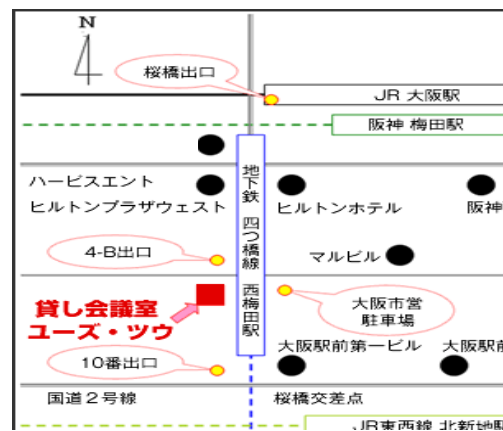 N
桜橋出口
JR 大阪駅
阪神 梅田駅
ハービスエント
ヒルトンプラザウェスト
地下鉄 四つ橋線 西梅田駅
ヒルトンホテル
阪神
4-B出口
マルビル
貸し会議室
ユーズ・ツウ
大阪市営
駐車場
10番出口
大阪駅前第一ビル
大阪駅前
国道2号線
桜橋交差点
JR東西線 北新地駅